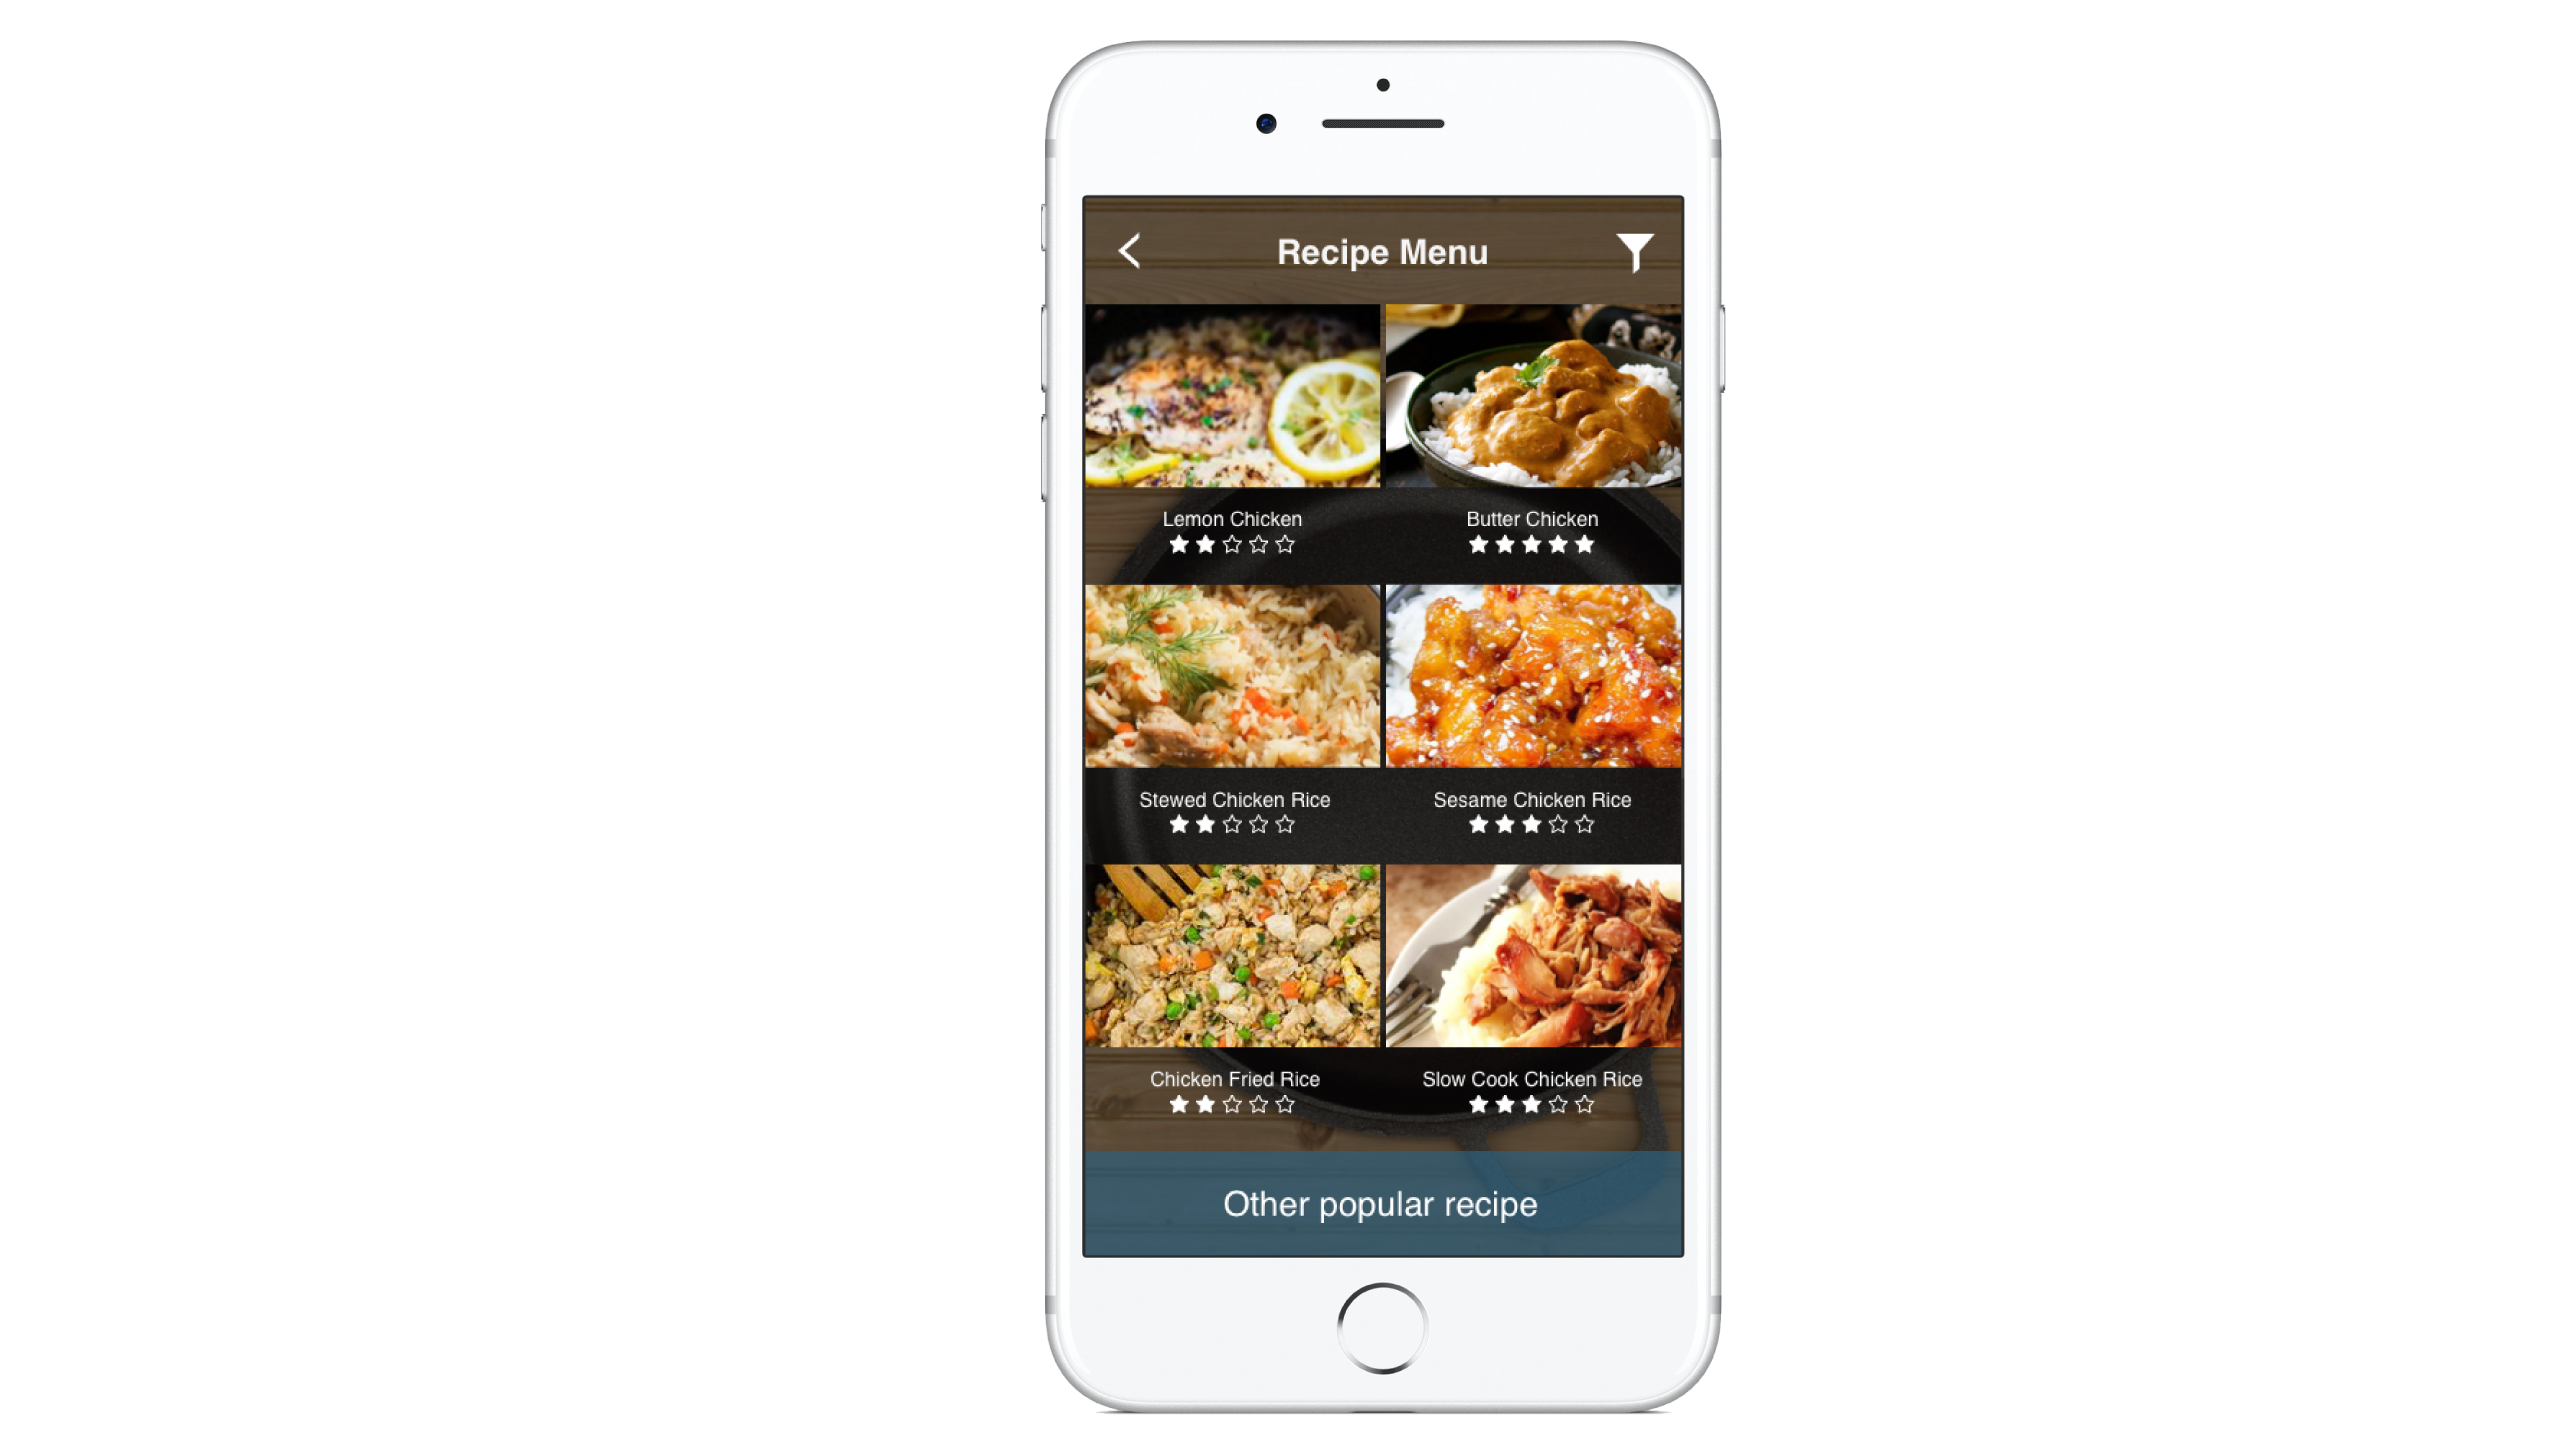 Recipe Menu
Lemon Chicken
Butter Chicken
Stewed Chicken Rice
Sesame Chicken Rice
Chicken Fried Rice
Slow Cook Chicken Rice
Other popular recipe